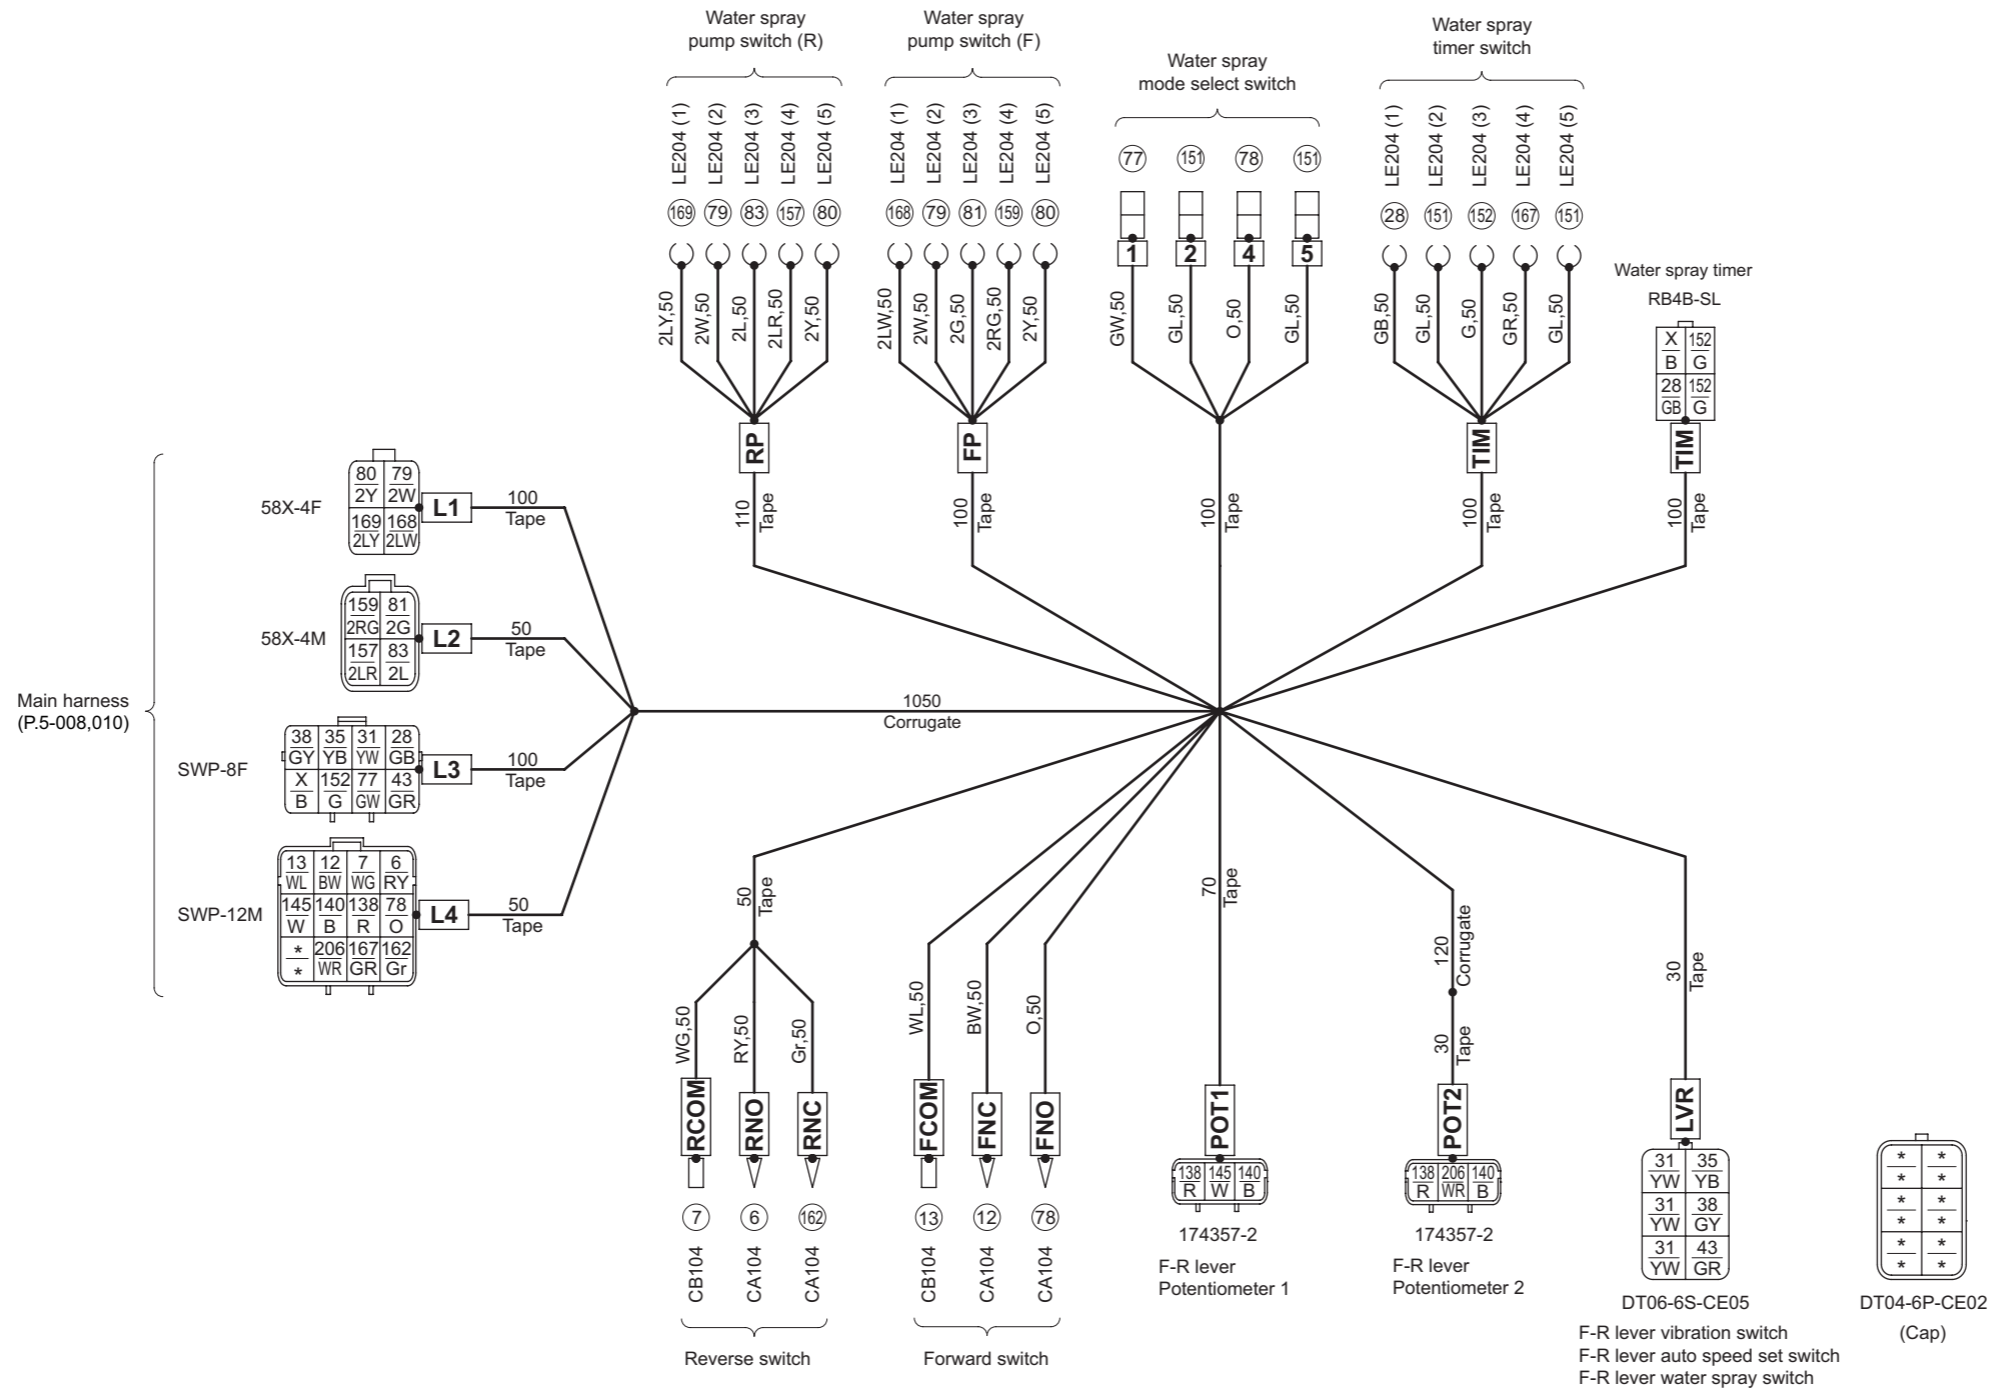 Water spray
pump switch (R)
LE204 (1)
LE204 (2)
LE204 (3)
LE204 (4)
LE204 (5)
169
79
83
157
80
2LY,50
2W,50
2L,50
2LR,50
2Y,50
RP
110
Tape
Water spray
pump switch (F)
LE204 (1)
LE204 (2)
LE204 (3)
LE204 (4)
LE204 (5)
168
79
81
159
80
2LW,50
2W,50
2G,50
2RG,50
2Y,50
FP
100
Tape
Water spray
mode select switch
77
151
78
151
1
2
4
5
GW,50
GL,50
O,50
GL,50
100
Tape
Water spray
timer switch
LE204 (1)
LE204 (2)
LE204 (3)
LE204 (4)
LE204 (5)
28
151
152
167
151
GB,50
GL,50
G,50
GR,50
GL,50
TIM
100
Tape
Water spray timer
RB4B-SL
X 152
B G
28 152
GB G
TIM
100
Tape
Main harness
(P.5-008,010)
58X-4F
80 79
2Y 2W
169 168
2LY 2LW
L1
100
Tape
58X-4M
159 81
2RG 2G
157 83
2LR 2L
L2
50
Tape
SWP-8F
38 35 31 28
GY YB YW GB
X 152 77 43
B G GW GR
L3
100
Tape
SWP-12M
13 12 7 6
WL BW WG RY
145 140 138 78
W B R O
* 206 167 162
* WR GR Gr
L4
50
Tape
1050
Corrugate
50
Tape
WG,50
RY,50
Gr,50
RCOM
RNO
RNC
7
6
162
CB104
CA104
CA104
Reverse switch
WL,50
BW,50
O,50
FCOM
FNC
FNO
13
12
78
CB104
CA104
CA104
Forward switch
70
Tape
POT1
138 145 140
R W B
174357-2
F-R lever
Potentiometer 1
120
Corrugate
30
Tape
POT2
138 206 140
R WR B
174357-2
F-R lever
Potentiometer 2
30
Tape
LVR
31 35
YW YB
31 38
YW GY
31 43
YW GR
DT06-6S-CE05
F-R lever vibration switch
F-R lever auto speed set switch
F-R lever water spray switch
* *
* *
* *
* *
* *
* *
DT04-6P-CE02
(Cap)